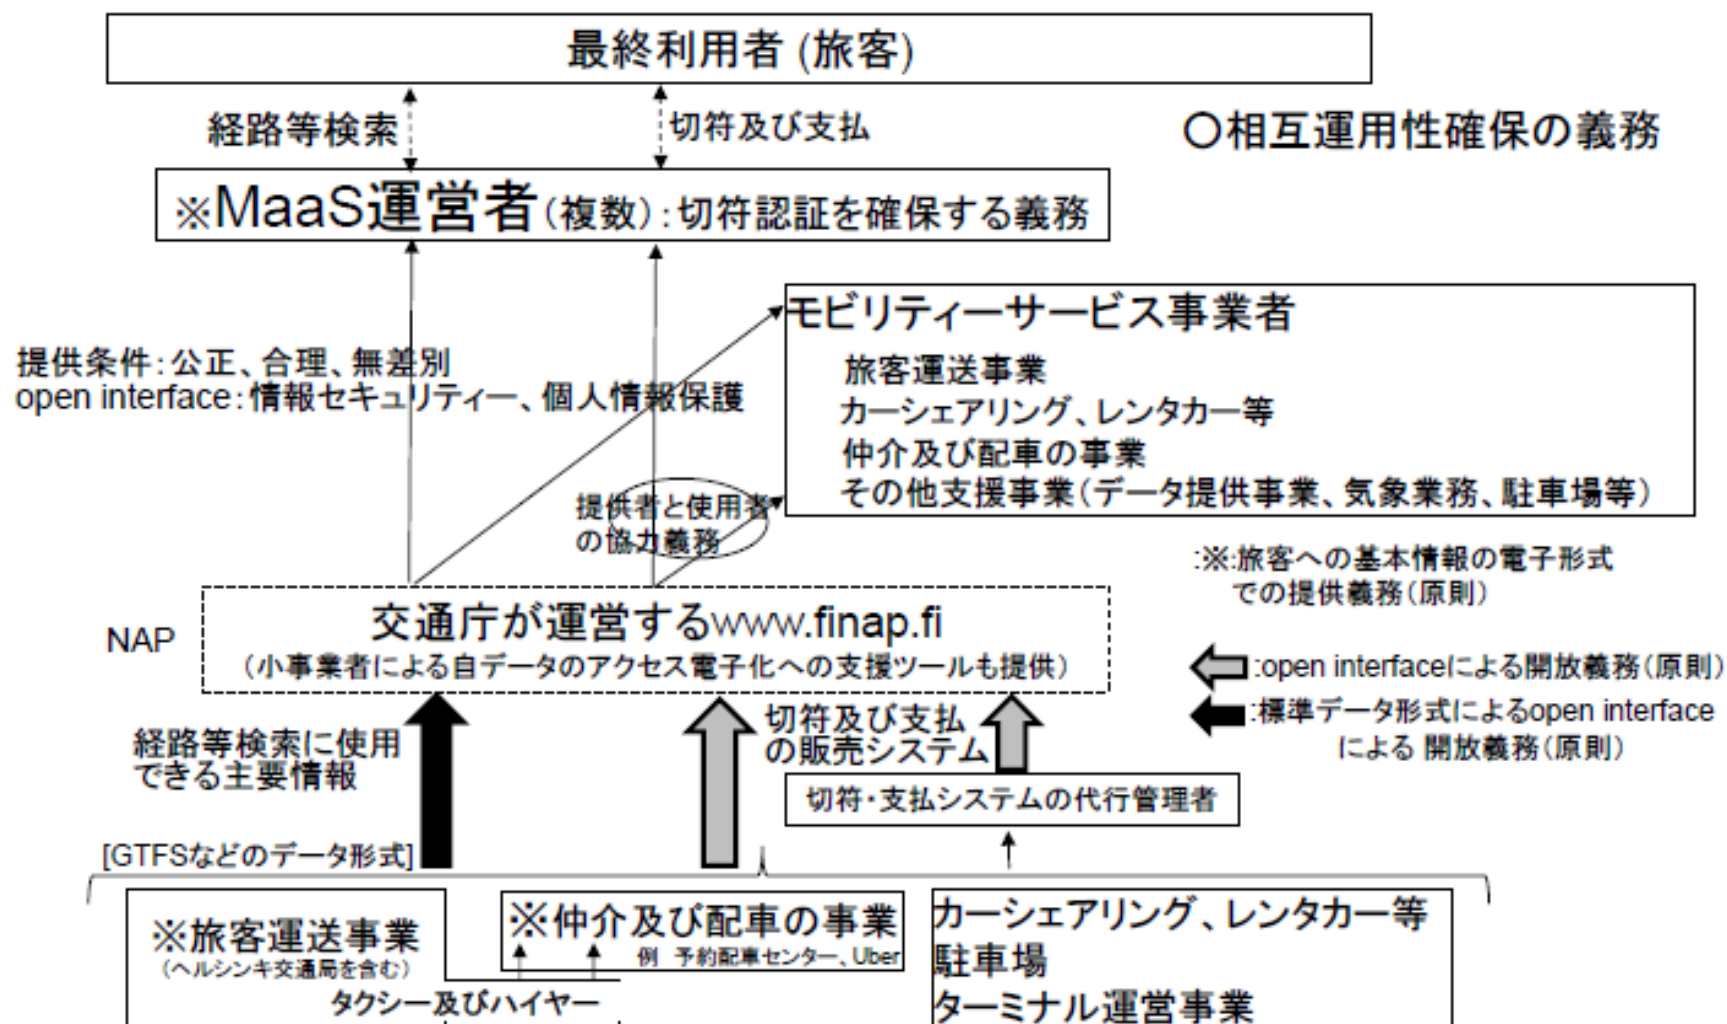 最終利用者 (旅客)
経路等検索
切符及び支払
〇相互運用性確保の義務
※MaaS運営者(複数):切符認証を確保する義務
モビリティーサービス事業者
旅客運送事業
カーシェアリング、レンタカー等
仲介及び配車の事業
その他支援事業(データ提供事業、気象業務、駐車場等)
提供条件:公正、合理、無差別
open interface:情報セキュリティー、個人情報保護
提供者と使用者
の協力義務
:※:旅客への基本情報の電子形式
での提供義務(原則)
NAP
交通庁が運営するwww.finap.fi
(小事業者による自データのアクセス電子化への支援ツールも提供)
:open interfaceによる開放義務(原則)
:標準データ形式によるopen interface
による 開放義務(原則)
経路等検索に使用
できる主要情報
切符及び支払
の販売システム
切符・支払システムの代行管理者
[GTFSなどのデータ形式]
※旅客運送事業
(ヘルシンキ交通局を含む)
タクシー及びハイヤー
※仲介及び配車の事業
例 予約配車センター、Uber
カーシェアリング、レンタカー等
駐車場
ターミナル運営事業